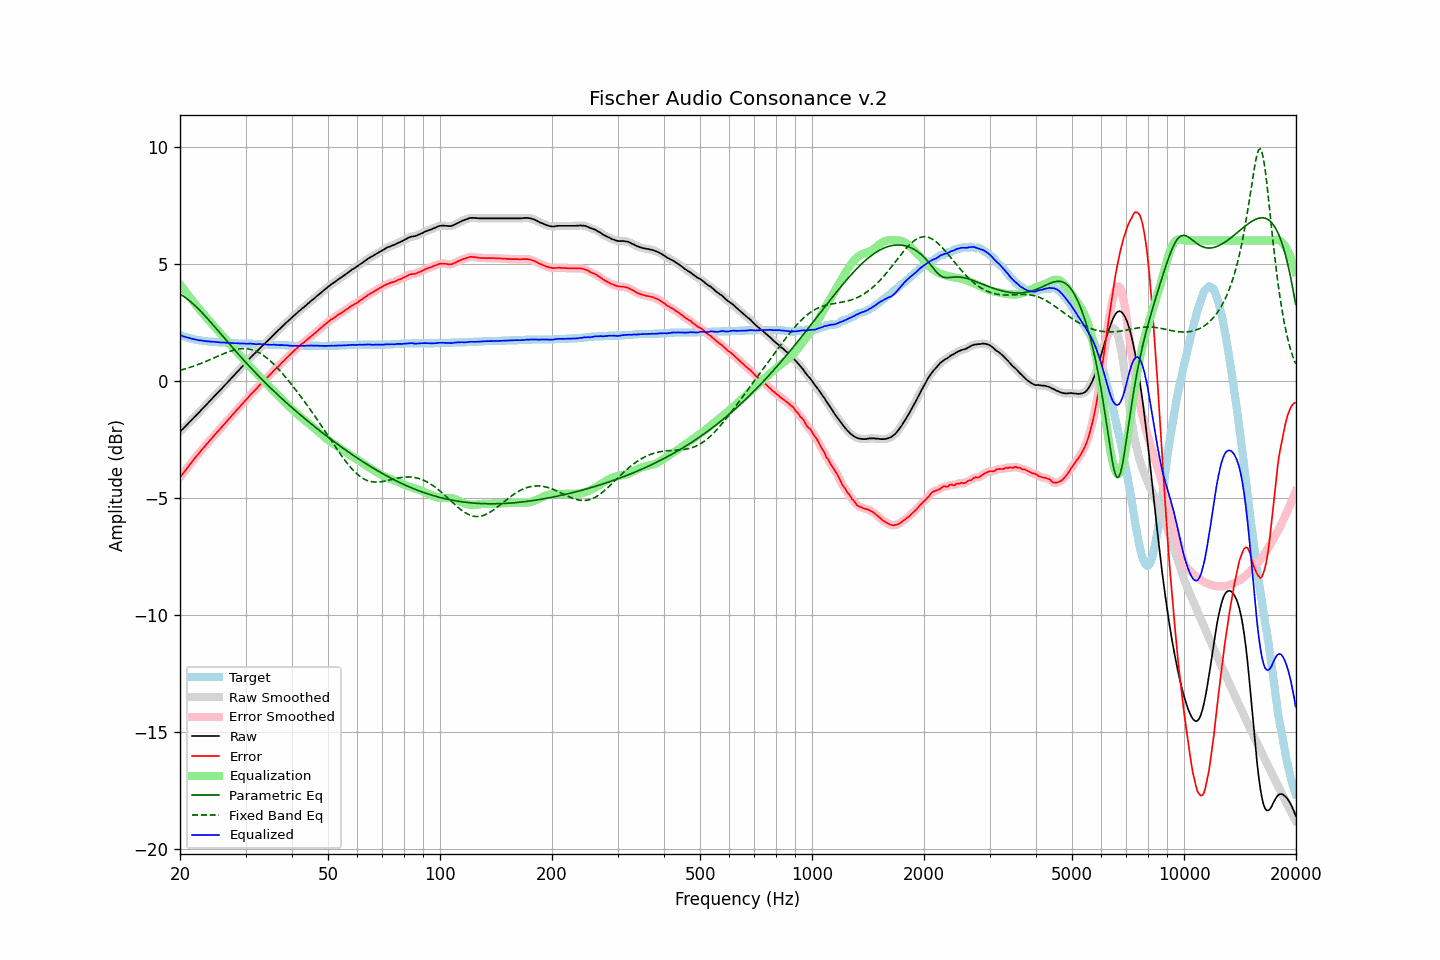 Fischer Audio Consonance v.2
Amplitude (dBr)
10
5
0
−5
−10
−15
−20
Target
Raw Smoothed
Error Smoothed
Raw
Error
Equalization
Parametric Eq
Fixed Band Eq
Equalized
20 50 100 200 500 1000 2000 5000 10000 20000
Frequency (Hz)